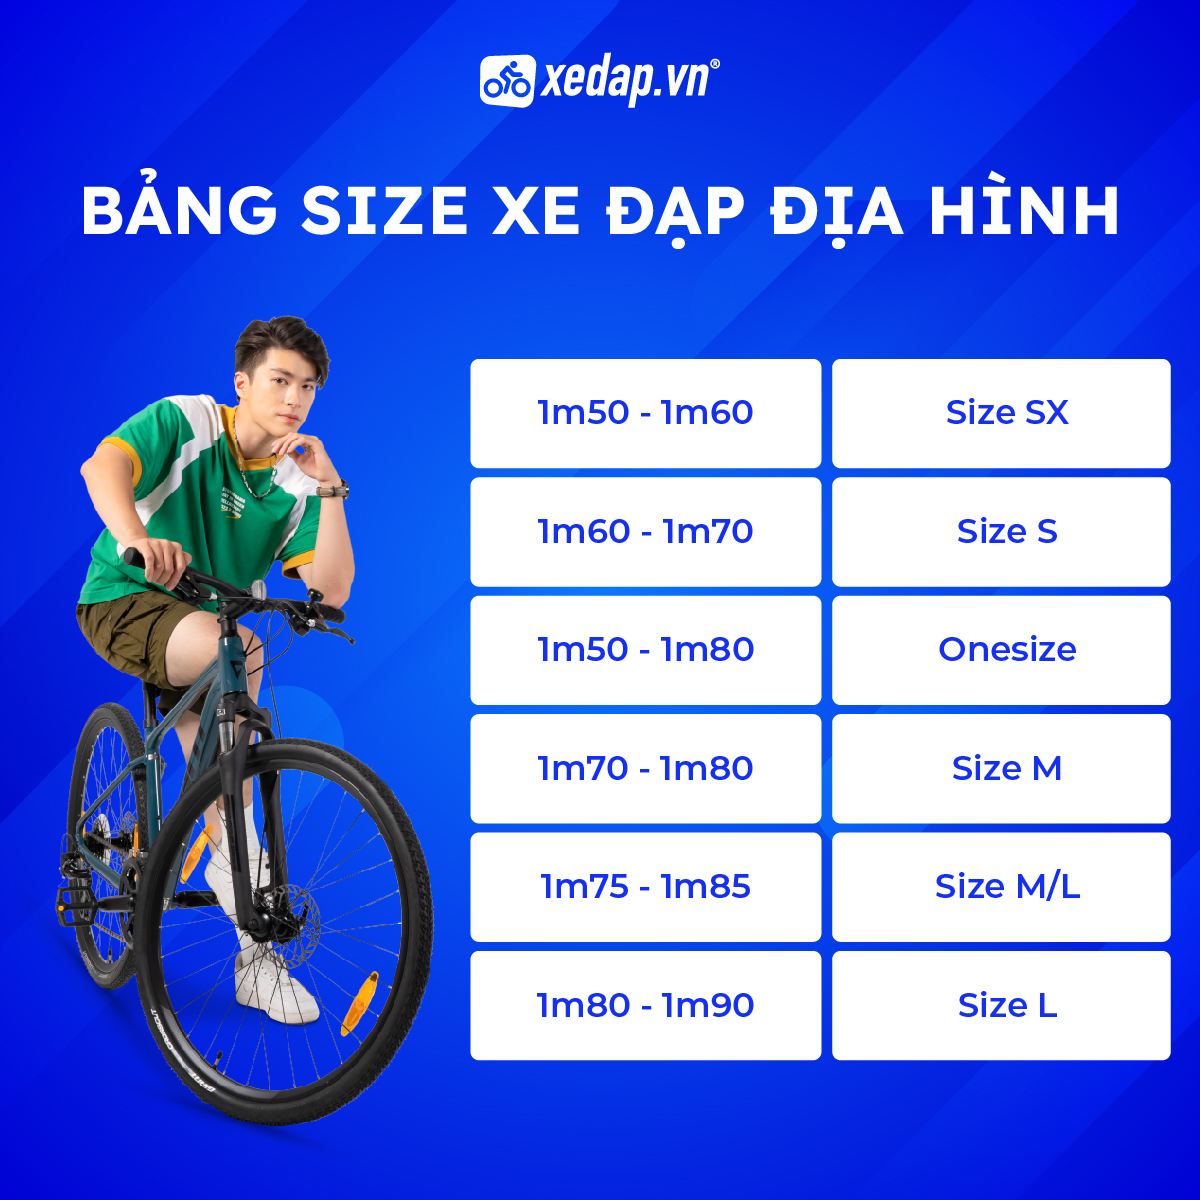 xedap.vn®
BẢNG SIZE XE ĐẠP ĐỊA HÌNH
1m50 - 1m60 Size SX
1m60 - 1m70 Size S
1m50 - 1m80 Onesize
1m70 - 1m80 Size M
1m75 - 1m85 Size M/L
1m80 - 1m90 Size L